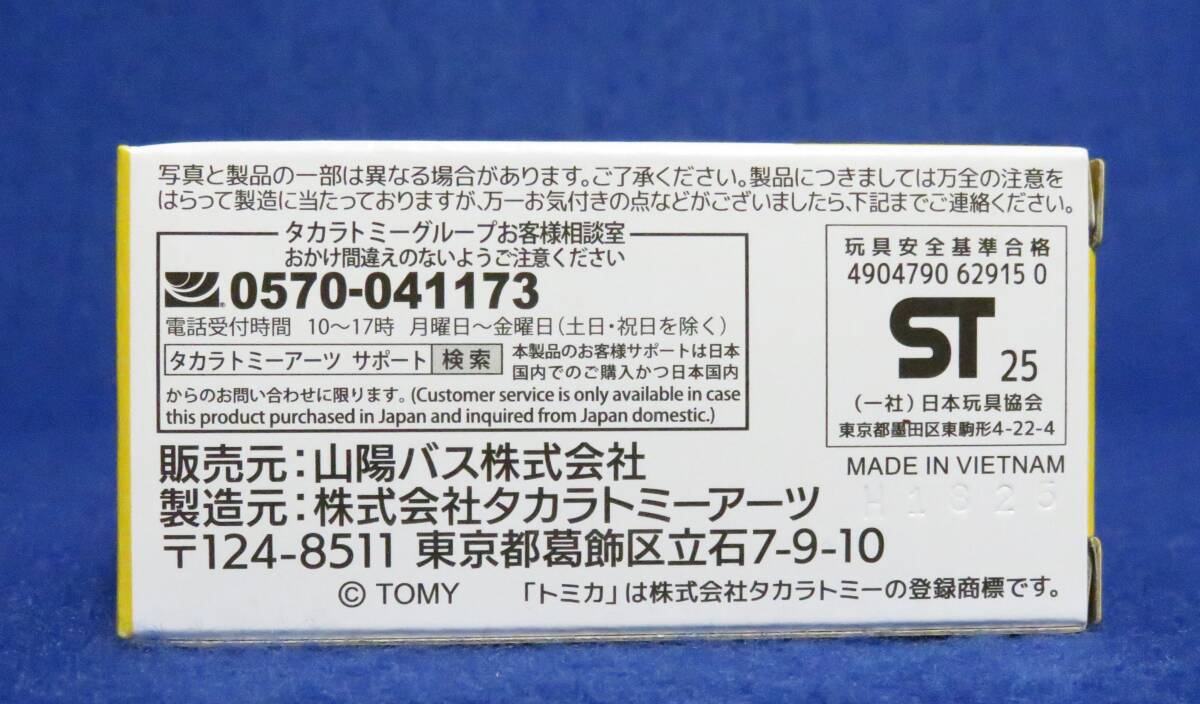 写真と製品の一部は異なる場合があります。ご了承ください。製品につきましては万全の注意を
はらって製造に当たっておりますが、万一お気付きの点などがございましたら、下記までご連絡ください。
タカラトミーグループお客様相談室
おかけ間違えのないようご注意ください
0570-041173
電話受付時間 10～17時 月曜日～金曜日(土日・祝日を除く)
タカラトミーアーツ サポート 検索
本製品のお客様サポートは日本
国内でのご購入かつ日本国内
からのお問い合わせに限ります。(Customer service is only available in case
this product purchased in Japan and inquired from Japan domestic.)
玩具安全基準合格
4904790 62915 0
ST 25
(一社)日本玩具協会
東京都墨田区東駒形4-22-4
MADE IN VIETNAM
販売元:山陽バス株式会社
製造元:株式会社タカラトミーアーツ
〒124-8511 東京都葛飾区立石7-9-10
© TOMY 「トミカ」は株式会社タカラトミーの登録商標です。